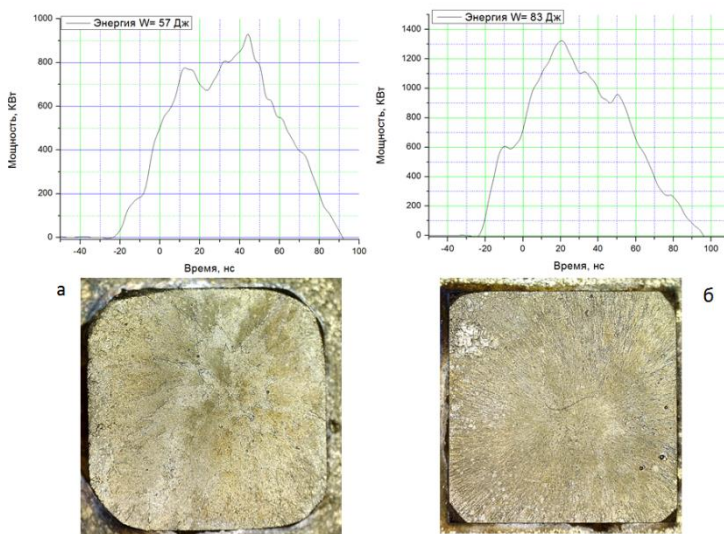 Энергия W= 57 Дж
Мощность, КВт
1000
800
600
400
200
0
-50 -40 -20 0 20 40 60 80 100
Время, нс
Энергия W= 83 Дж
Мощность, КВт
1400
1200
1000
800
600
400
200
0
-40 -20 0 20 40 60 80 100
Время, нс
а
б